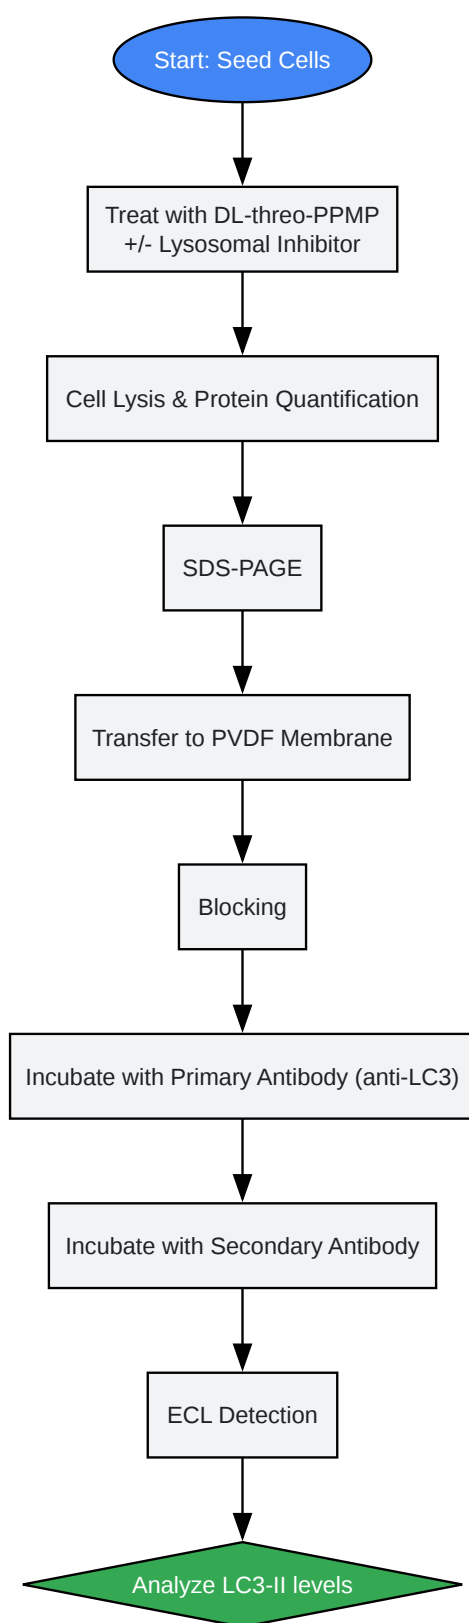 Start: Seed Cells
Treat with DL-threo-PPMP
+/- Lysosomal Inhibitor
Cell Lysis & Protein Quantification
SDS-PAGE
Transfer to PVDF Membrane
Blocking
Incubate with Primary Antibody (anti-LC3)
Incubate with Secondary Antibody
ECL Detection
Analyze LC3-II levels